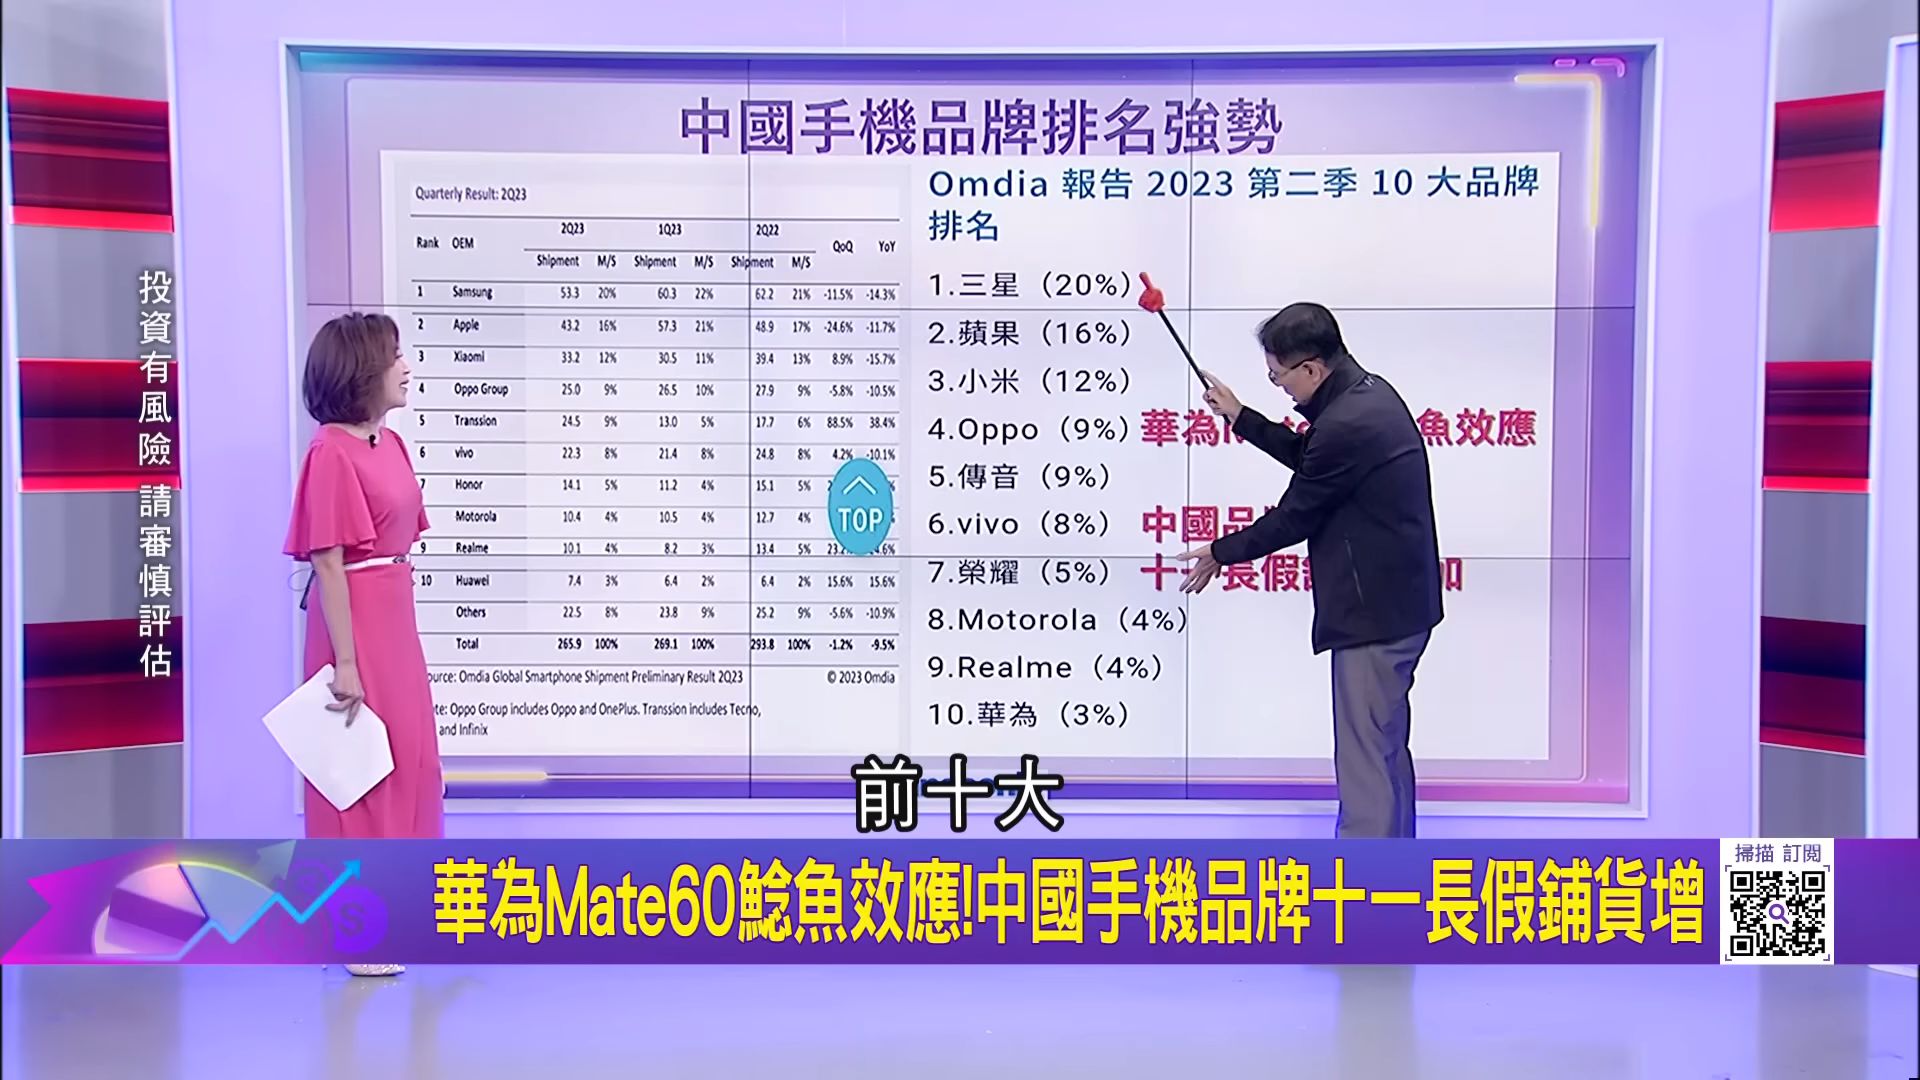 中國手機品牌排名強勢
Quarterly Result: 2Q23
2Q23 1Q23 2Q22
Rank OEM QoQ YoY
Shipment M/S Shipment M/S Shipment M/S
1 Samsung 53.3 20% 60.3 22% 62.2 21% -11.5% -14.3%
2 Apple 43.2 16% 57.3 21% 48.9 17% -24.6% -11.7%
3 Xiaomi 33.2 12% 30.5 11% 39.4 13% 8.9% -15.7%
4 Oppo Group 25.0 9% 26.5 10% 27.9 9% -5.8% -10.5%
5 Transsion 24.5 9% 13.0 5% 17.7 6% 88.5% 38.4%
6 vivo 22.3 8% 21.4 8% 24.8 8% 4.2% -10.1%
7 Honor 14.1 5% 11.2 4% 15.1 5%
Motorola 10.4 4% 10.5 4% 12.7 4%
9 Realme 10.1 4% 8.2 3% 13.4 5%
10 Huawei 7.4 3% 6.4 2% 6.4 2% 15.6% 15.6%
Others 22.5 8% 23.8 9% 25.2 9% -5.6% -10.9%
Total 265.9 100% 269.1 100% 293.8 100% -1.2% -9.5%
Omdia Global Smartphone Shipment Preliminary Result 2Q23 © 2023 Omdia
Oppo Group includes Oppo and OnePlus. Transsion includes Tecno,
and Infinix
TOP
Omdia 報告 2023 第二季 10 大品牌
排名
1.三星（20%）
2.蘋果（16%）
3.小米（12%）
4.Oppo（9%）
5.傳音（9%）
6.vivo（8%）
7.榮耀（5%）
8.Motorola（4%）
9.Realme（4%）
10.華為（3%）
華為 魚效應
中國品
長假 加
投資有風險 請審慎評估
前十大
華為Mate60鯰魚效應!中國手機品牌十一長假鋪貨增
掃描 訂閱